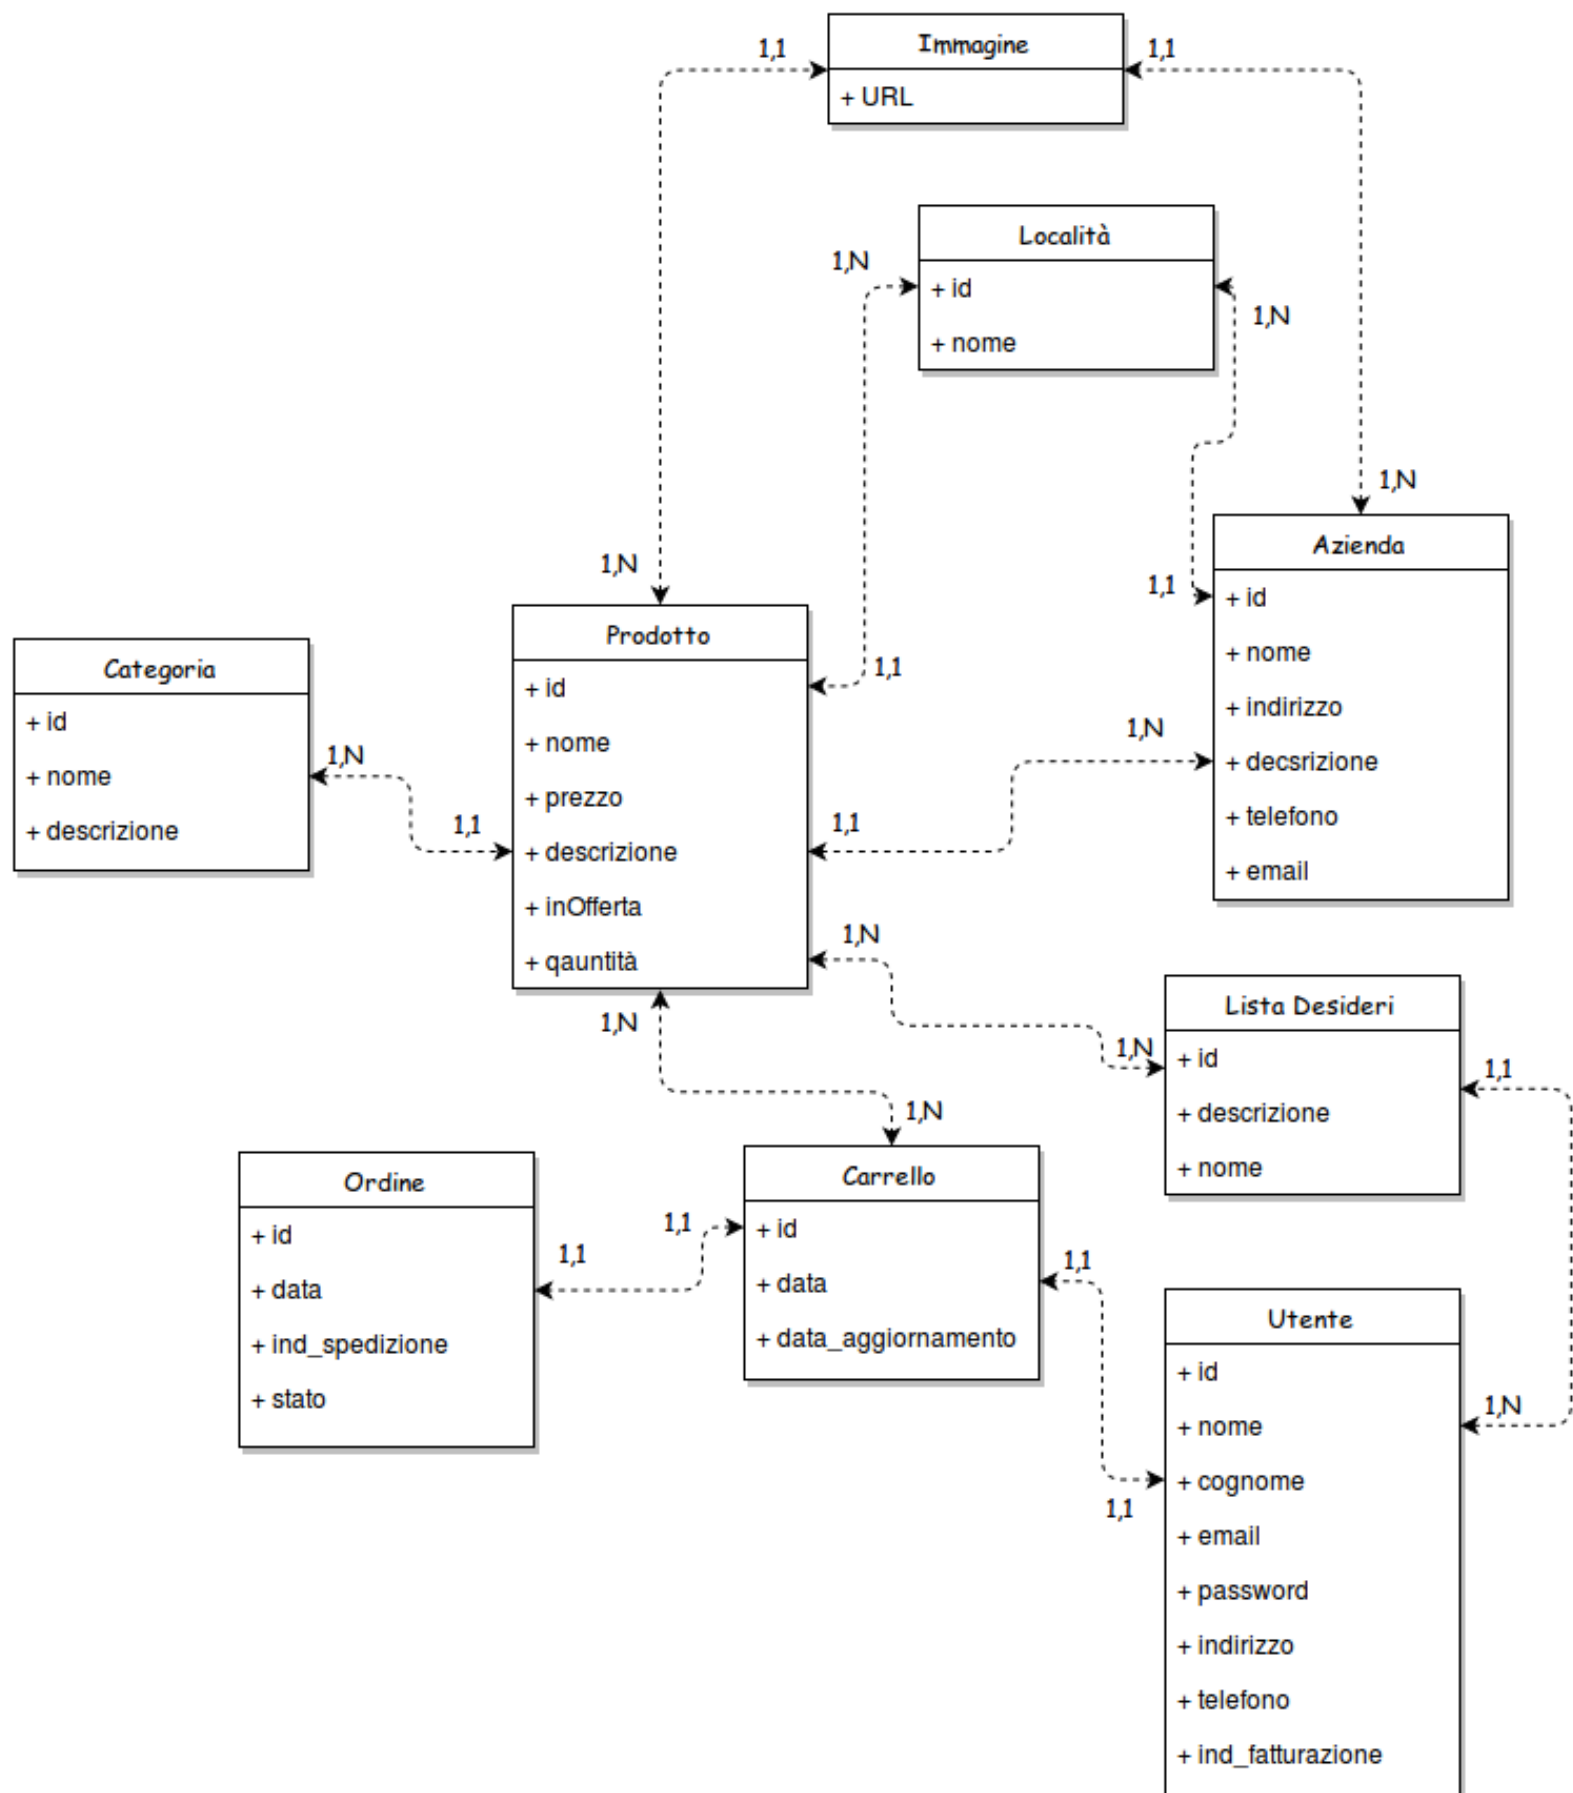 Immagine
1,1
1,1
+ URL
Località
1,N
+ id
1,N
+ nome
1,N
Azienda
1,N
1,1
+ id
+ nome
+ indirizzo
1,N
+ decsrizione
+ telefono
+ email
Prodotto
1,1
+ id
+ nome
+ prezzo
1,1
+ descrizione
+ inOfferta
1,N
+ qauntità
1,N
Categoria
+ id
1,N
+ nome
1,1
+ descrizione
Lista Desideri
1,N
+ id
1,1
+ descrizione
+ nome
1,N
Carrello
1,1
+ id
1,1
+ data
+ data_aggiornamento
Ordine
+ id
1,1
+ data
+ ind_spedizione
+ stato
Utente
+ id
1,N
+ nome
+ cognome
1,1
+ email
+ password
+ indirizzo
+ telefono
+ ind_fatturazione